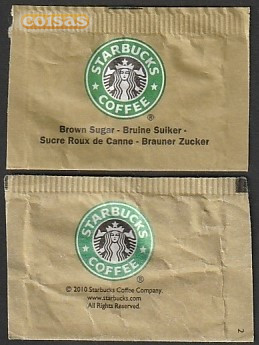 coisas
STARBUCKS
COFFEE
®
Brown Sugar - Bruine Suiker -
Sucre Roux de Canne - Brauner Zucker
STARBUCKS
COFFEE
®
© 2010 Starbucks Coffee Company.
www.starbucks.com
All Rights Reserved.
2